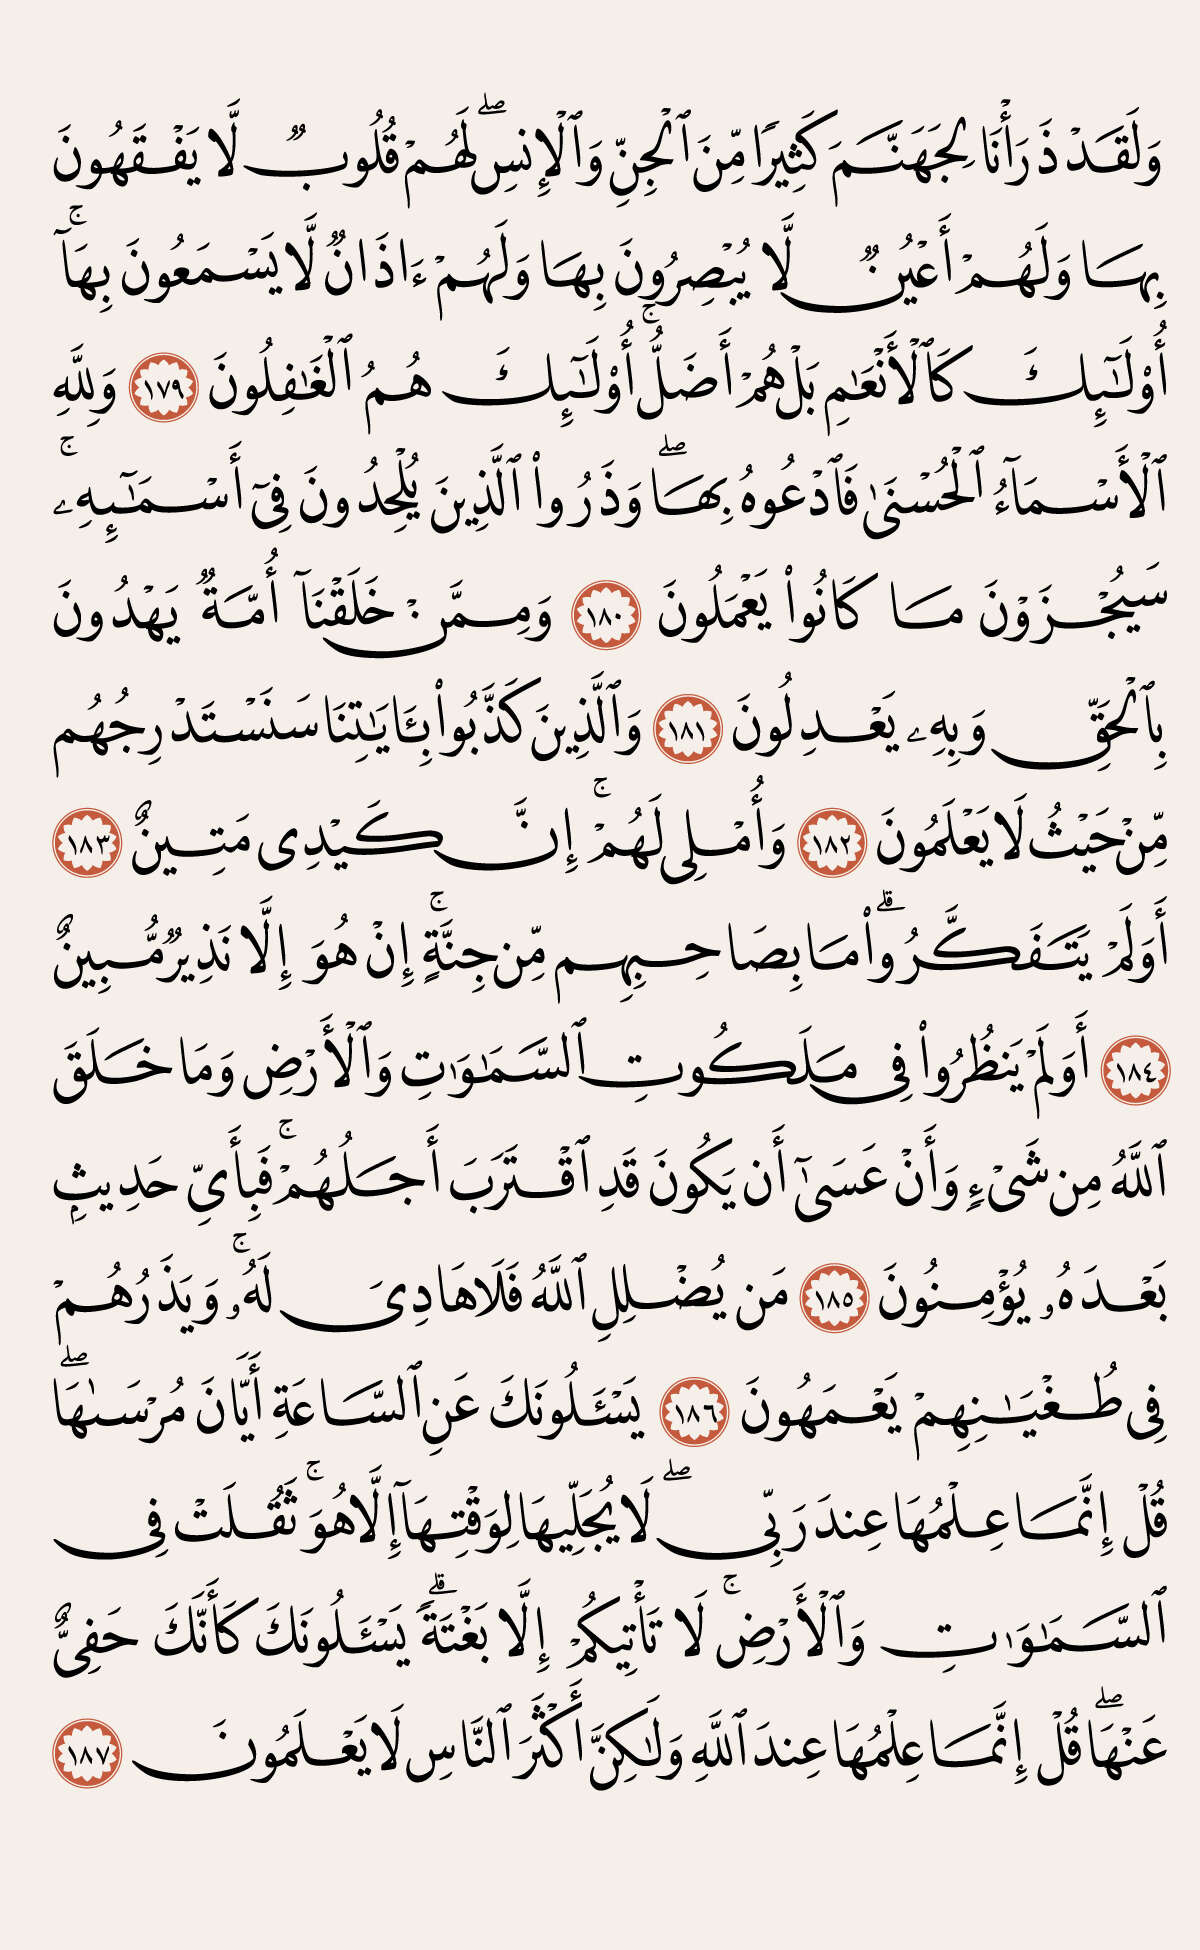 وَلَقَدْ ذَرَأْنَا لِجَهَنَّمَ كَثِيرًا مِّنَ ٱلْجِنِّ وَٱلْإِنسِ ۖ لَهُمْ قُلُوبٌ لَّا يَفْقَهُونَ
بِهَا وَلَهُمْ أَعْيُنٌ لَّا يُبْصِرُونَ بِهَا وَلَهُمْ ءَاذَانٌ لَّا يَسْمَعُونَ بِهَآ ۚ
أُو۟لَـٰٓئِكَ كَٱلْأَنْعَـٰمِ بَلْ هُمْ أَضَلُّ ۚ أُو۟لَـٰٓئِكَ هُمُ ٱلْغَـٰفِلُونَ ١٧٩ وَلِلَّهِ
ٱلْأَسْمَآءُ ٱلْحُسْنَىٰ فَٱدْعُوهُ بِهَا ۖ وَذَرُوا۟ ٱلَّذِينَ يُلْحِدُونَ فِىٓ أَسْمَـٰٓئِهِۦ ۚ
سَيُجْزَوْنَ مَا كَانُوا۟ يَعْمَلُونَ ١٨٠ وَمِمَّنْ خَلَقْنَآ أُمَّةٌ يَهْدُونَ
بِٱلْحَقِّ وَبِهِۦ يَعْدِلُونَ ١٨١ وَٱلَّذِينَ كَذَّبُوا۟ بِـَٔايَـٰتِنَا سَنَسْتَدْرِجُهُم
مِّنْ حَيْثُ لَا يَعْلَمُونَ ١٨٢ وَأُمْلِى لَهُمْ ۚ إِنَّ كَيْدِى مَتِينٌ ١٨٣
أَوَلَمْ يَتَفَكَّرُوا۟ ۗ مَا بِصَاحِبِهِم مِّن جِنَّةٍ ۚ إِنْ هُوَ إِلَّا نَذِيرٌ مُّبِينٌ
١٨٤ أَوَلَمْ يَنظُرُوا۟ فِى مَلَكُوتِ ٱلسَّمَـٰوَٰتِ وَٱلْأَرْضِ وَمَا خَلَقَ
ٱللَّهُ مِن شَىْءٍ وَأَنْ عَسَىٰٓ أَن يَكُونَ قَدِ ٱقْتَرَبَ أَجَلُهُمْ ۚ فَبِأَىِّ حَدِيثٍۭ
بَعْدَهُۥ يُؤْمِنُونَ ١٨٥ مَن يُضْلِلِ ٱللَّهُ فَلَا هَادِىَ لَهُۥ ۚ وَيَذَرُهُمْ
فِى طُغْيَـٰنِهِمْ يَعْمَهُونَ ١٨٦ يَسْـَٔلُونَكَ عَنِ ٱلسَّاعَةِ أَيَّانَ مُرْسَىٰهَا ۖ
قُلْ إِنَّمَا عِلْمُهَا عِندَ رَبِّى ۖ لَا يُجَلِّيهَا لِوَقْتِهَآ إِلَّا هُوَ ۚ ثَقُلَتْ فِى
ٱلسَّمَـٰوَٰتِ وَٱلْأَرْضِ ۚ لَا تَأْتِيكُمْ إِلَّا بَغْتَةً ۗ يَسْـَٔلُونَكَ كَأَنَّكَ حَفِىٌّ
عَنْهَا ۖ قُلْ إِنَّمَا عِلْمُهَا عِندَ ٱللَّهِ وَلَـٰكِنَّ أَكْثَرَ ٱلنَّاسِ لَا يَعْلَمُونَ ١٨٧